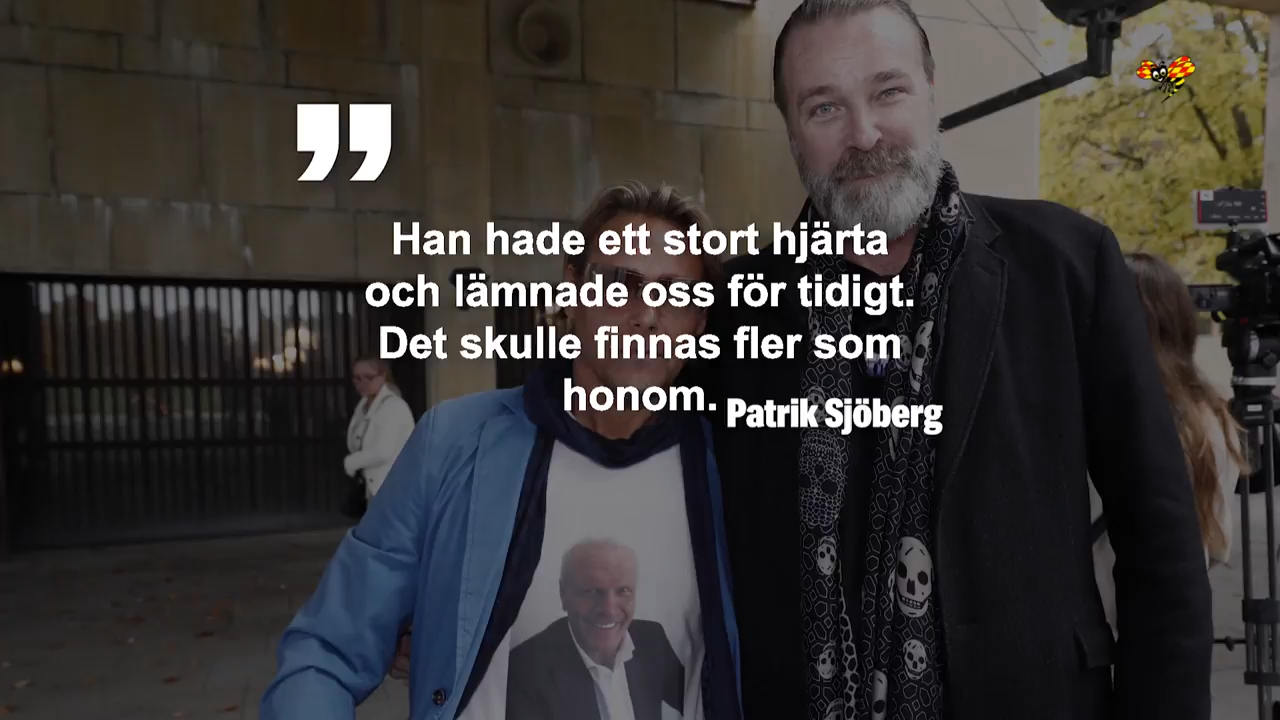 ”
Han hade ett stort hjärta
och lämnade oss för tidigt.
Det skulle finnas fler som
honom.
Patrik Sjöberg